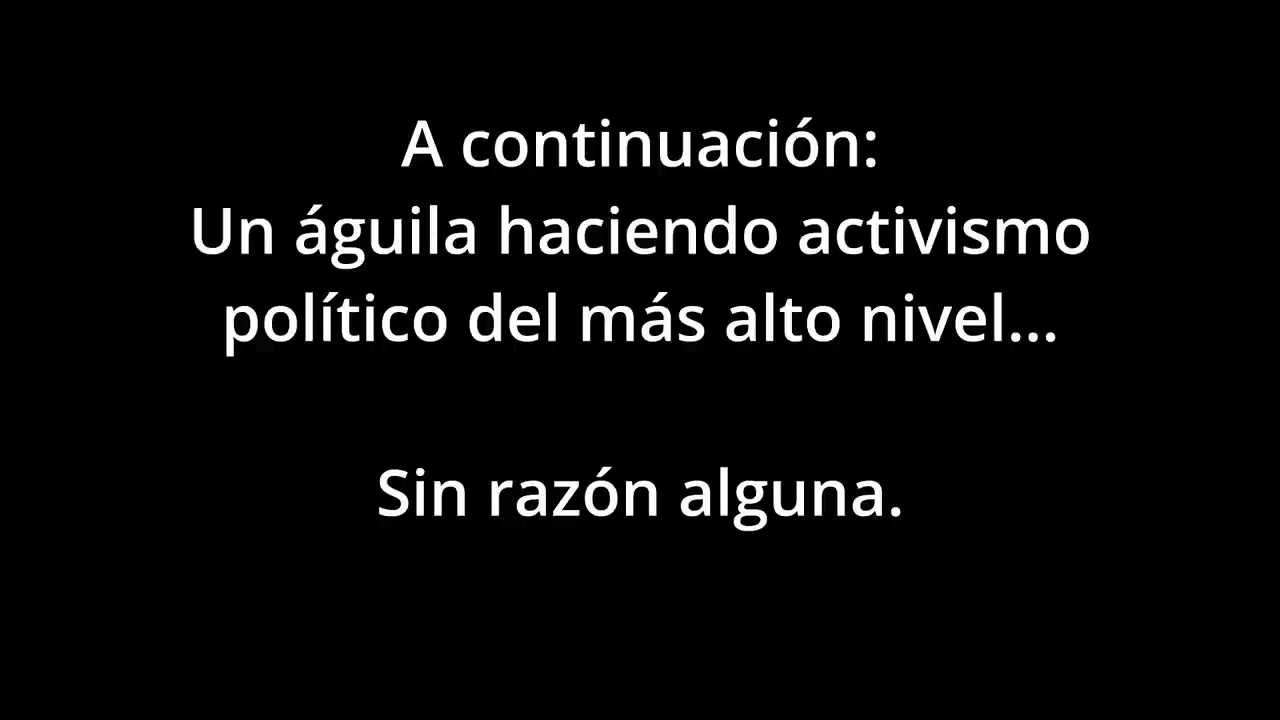 A continuación:
Un águila haciendo activismo
político del más alto nivel...
Sin razón alguna.